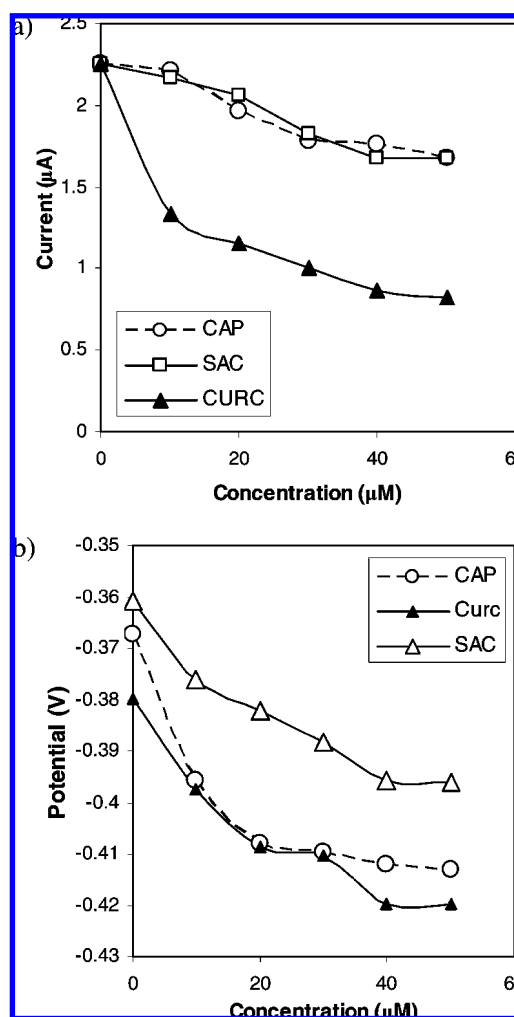 a)
2.5
2
1.5
1
0.5
0
Current (μA)
CAP
SAC
CURC
0
20
40
6
Concentration (μM)
b)
-0.35
-0.36
-0.37
-0.38
-0.39
-0.4
-0.41
-0.42
-0.43
Potential (V)
CAP
Curc
SAC
0
20
40
6
Concentration (μM)